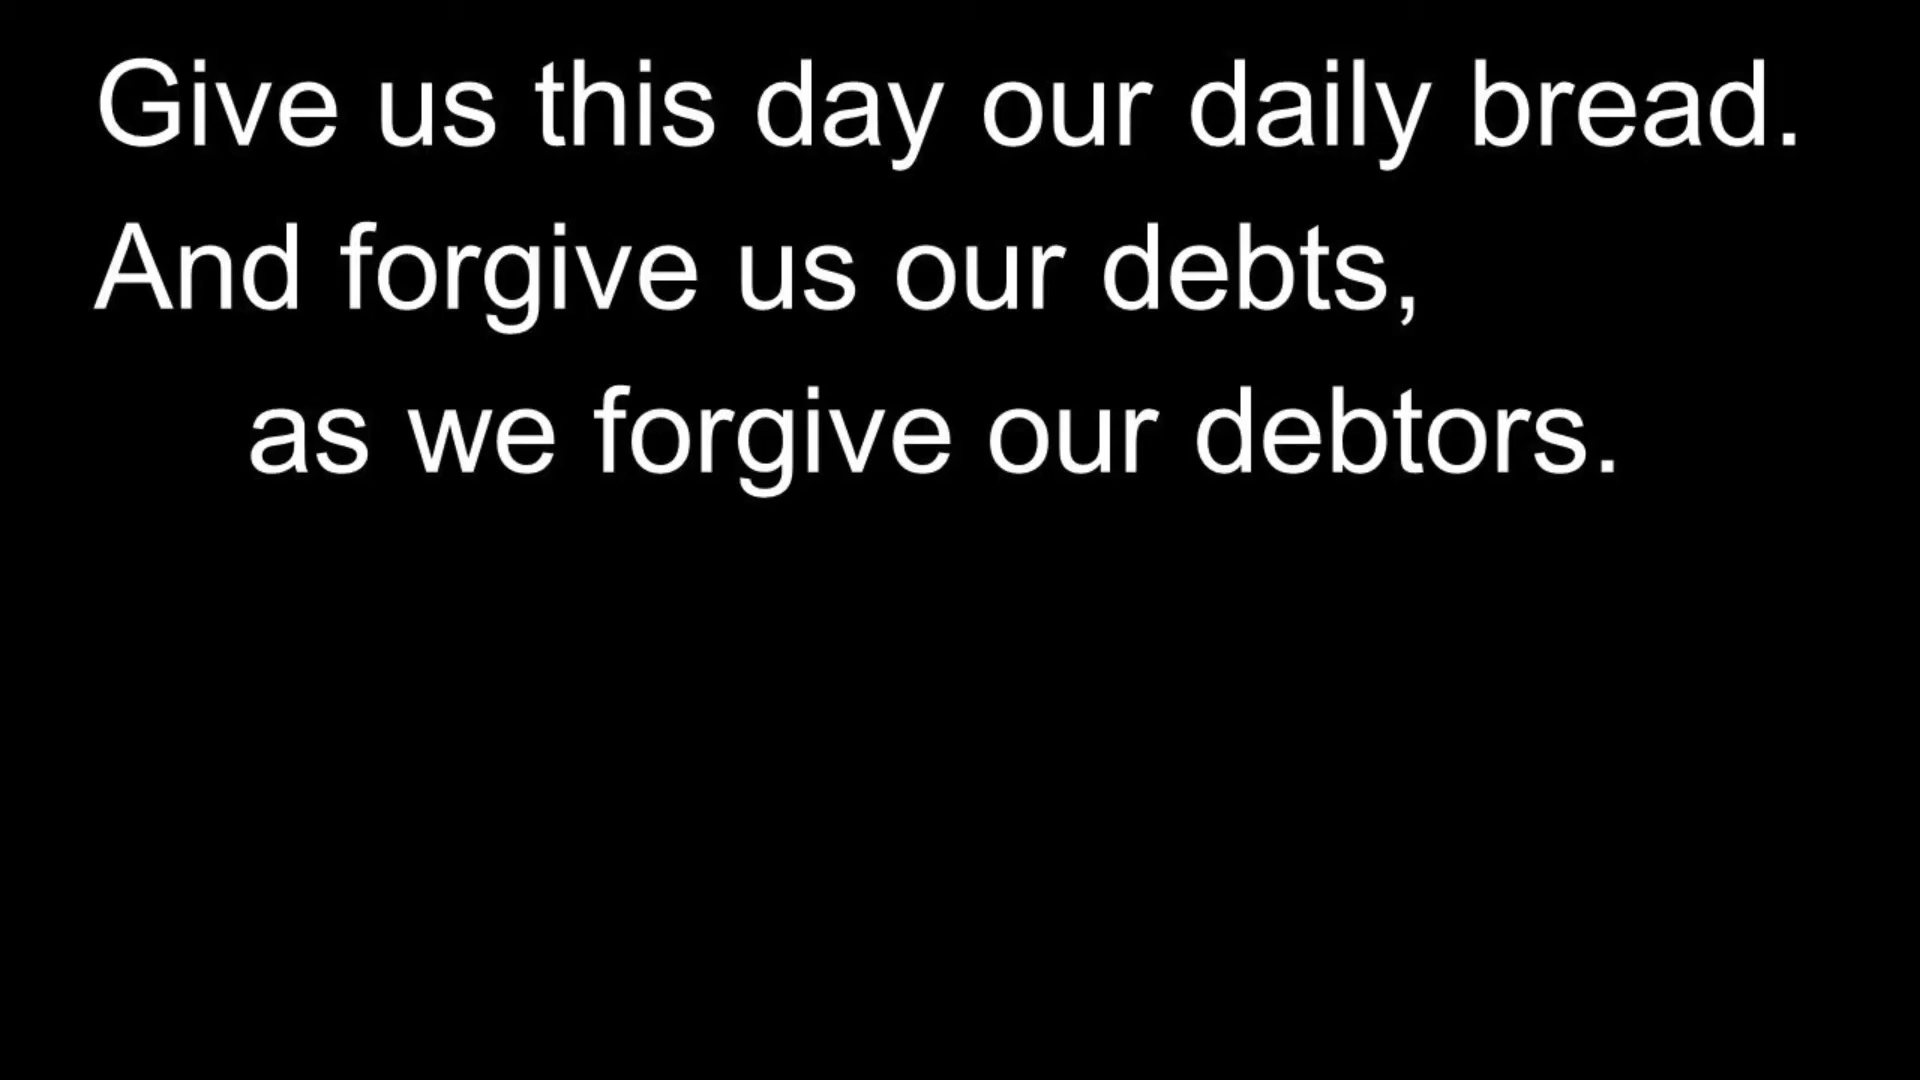 Give us this day our daily bread.
And forgive us our debts,
as we forgive our debtors.